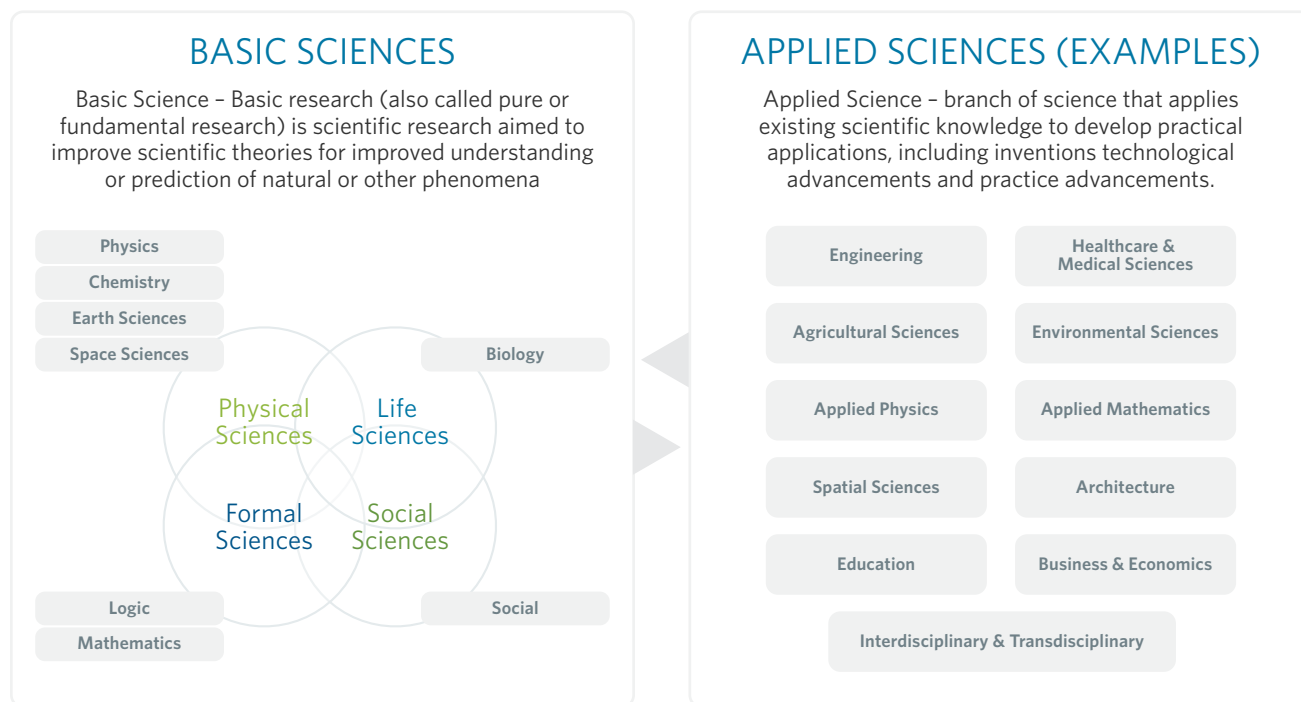 BASIC SCIENCES
Basic Science – Basic research (also called pure or
fundamental research) is scientific research aimed to
improve scientific theories for improved understanding
or prediction of natural or other phenomena
Physics
Chemistry
Earth Sciences
Space Sciences
Biology
Physical
Sciences
Life
Sciences
Formal
Sciences
Social
Sciences
Logic
Mathematics
Social
APPLIED SCIENCES (EXAMPLES)
Applied Science – branch of science that applies
existing scientific knowledge to develop practical
applications, including inventions technological
advancements and practice advancements.
Engineering
Healthcare &
Medical Sciences
Agricultural Sciences
Environmental Sciences
Applied Physics
Applied Mathematics
Spatial Sciences
Architecture
Education
Business & Economics
Interdisciplinary & Transdisciplinary